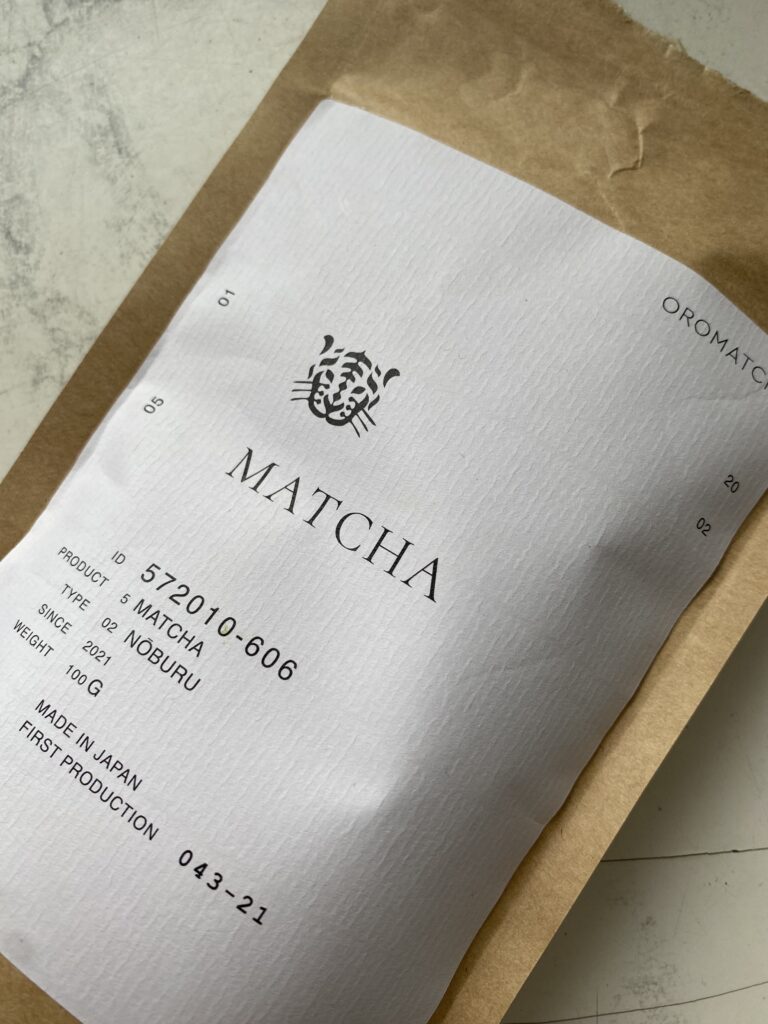 OROMATCH
01
05
20
02
MATCHA
ID 572010-606
PRODUCT 5 MATCHA
TYPE 02 NŌBURU
SINCE 2021
WEIGHT 100 G
MADE IN JAPAN
FIRST PRODUCTION
043-21